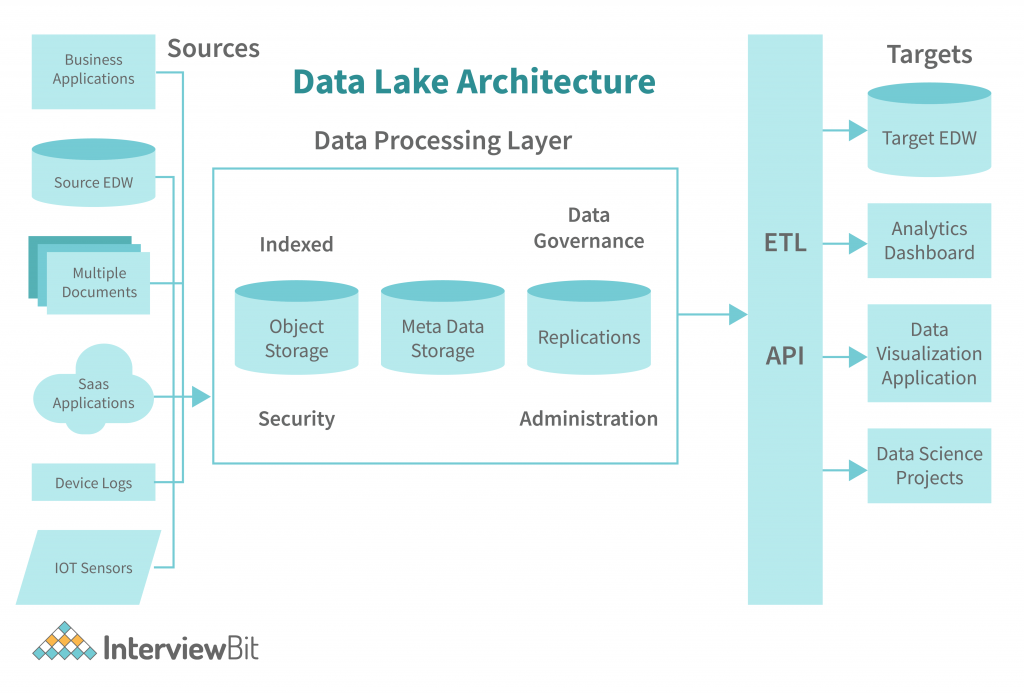 Sources
Business
Applications
Source EDW
Multiple
Documents
Saas
Applications
Device Logs
IOT Sensors
Data Lake Architecture
Data Processing Layer
Indexed
Data
Governance
Object
Storage
Meta Data
Storage
Replications
Security
Administration
ETL
API
Targets
Target EDW
Analytics
Dashboard
Data
Visualization
Application
Data Science
Projects
InterviewBit